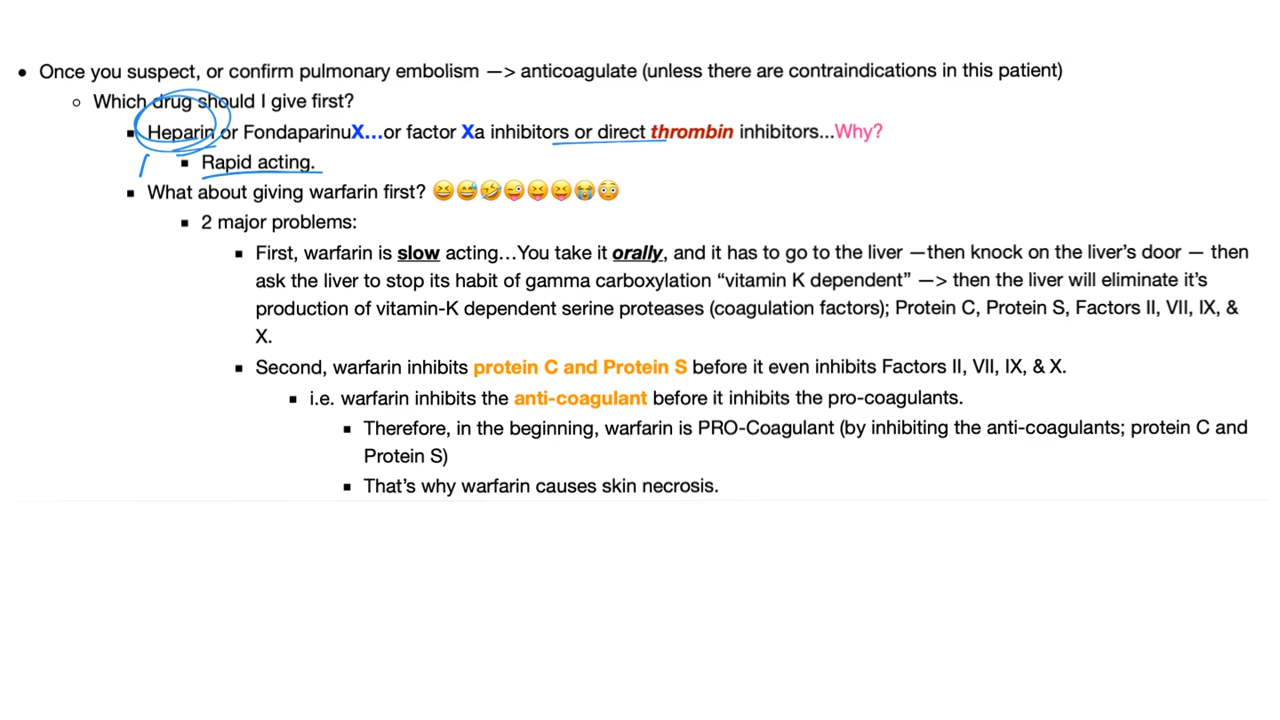 • Once you suspect, or confirm pulmonary embolism —> anticoagulate (unless there are contraindications in this patient)
◦ Which drug should I give first?
▪ Heparin or FondaparinuX...or factor Xa inhibitors or direct thrombin inhibitors...Why?
▪ Rapid acting.
▪ What about giving warfarin first? 😆😅🤣😜😝😝😭😳
▪ 2 major problems:
▪ First, warfarin is slow acting...You take it orally, and it has to go to the liver —then knock on the liver's door — then
ask the liver to stop its habit of gamma carboxylation “vitamin K dependent” —> then the liver will eliminate it's
production of vitamin-K dependent serine proteases (coagulation factors); Protein C, Protein S, Factors II, VII, IX, &
X.
▪ Second, warfarin inhibits protein C and Protein S before it even inhibits Factors II, VII, IX, & X.
▪ i.e. warfarin inhibits the anti-coagulant before it inhibits the pro-coagulants.
▪ Therefore, in the beginning, warfarin is PRO-Coagulant (by inhibiting the anti-coagulants; protein C and
Protein S)
▪ That's why warfarin causes skin necrosis.